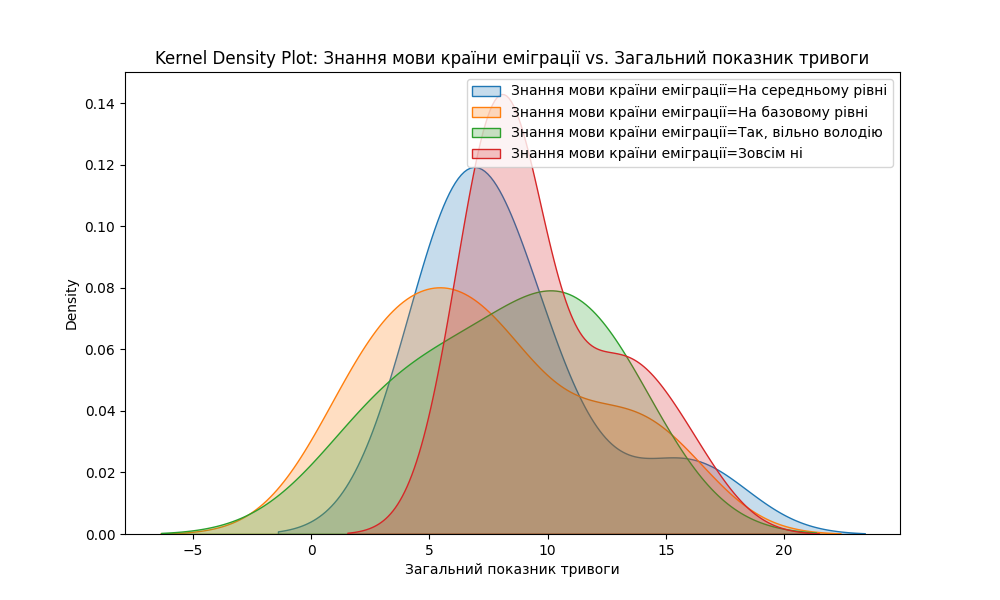 Kernel Density Plot: Знання мови країни еміграції vs. Загальний показник тривоги
Знання мови країни еміграції=На середньому рівні
Знання мови країни еміграції=На базовому рівні
Знання мови країни еміграції=Так, вільно володію
Знання мови країни еміграції=Зовсім ні
0.14
0.12
0.10
0.08
0.06
0.04
0.02
0.00
Density
−5
0
5
10
15
20
Загальний показник тривоги